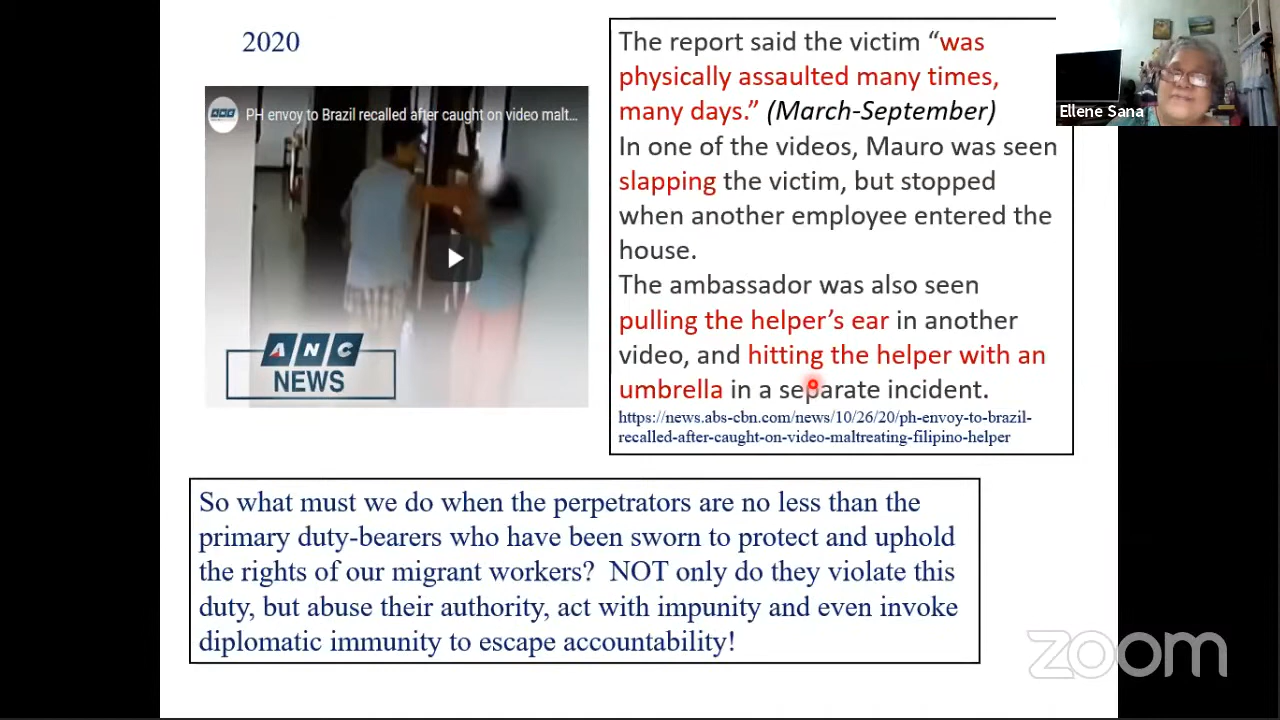 2020
PH envoy to Brazil recalled after caught on video malt...
ANC
NEWS
The report said the victim “was
physically assaulted many times,
many days.” (March-September)
In one of the videos, Mauro was seen
slapping the victim, but stopped
when another employee entered the
house.
The ambassador was also seen
pulling the helper’s ear in another
video, and hitting the helper with an
umbrella in a separate incident.
https://news.abs-cbn.com/news/10/26/20/ph-envoy-to-brazil-
recalled-after-caught-on-video-maltreating-filipino-helper
Ellene Sana
So what must we do when the perpetrators are no less than the
primary duty-bearers who have been sworn to protect and uphold
the rights of our migrant workers?  NOT only do they violate this
duty, but abuse their authority, act with impunity and even invoke
diplomatic immunity to escape accountability!
zoom